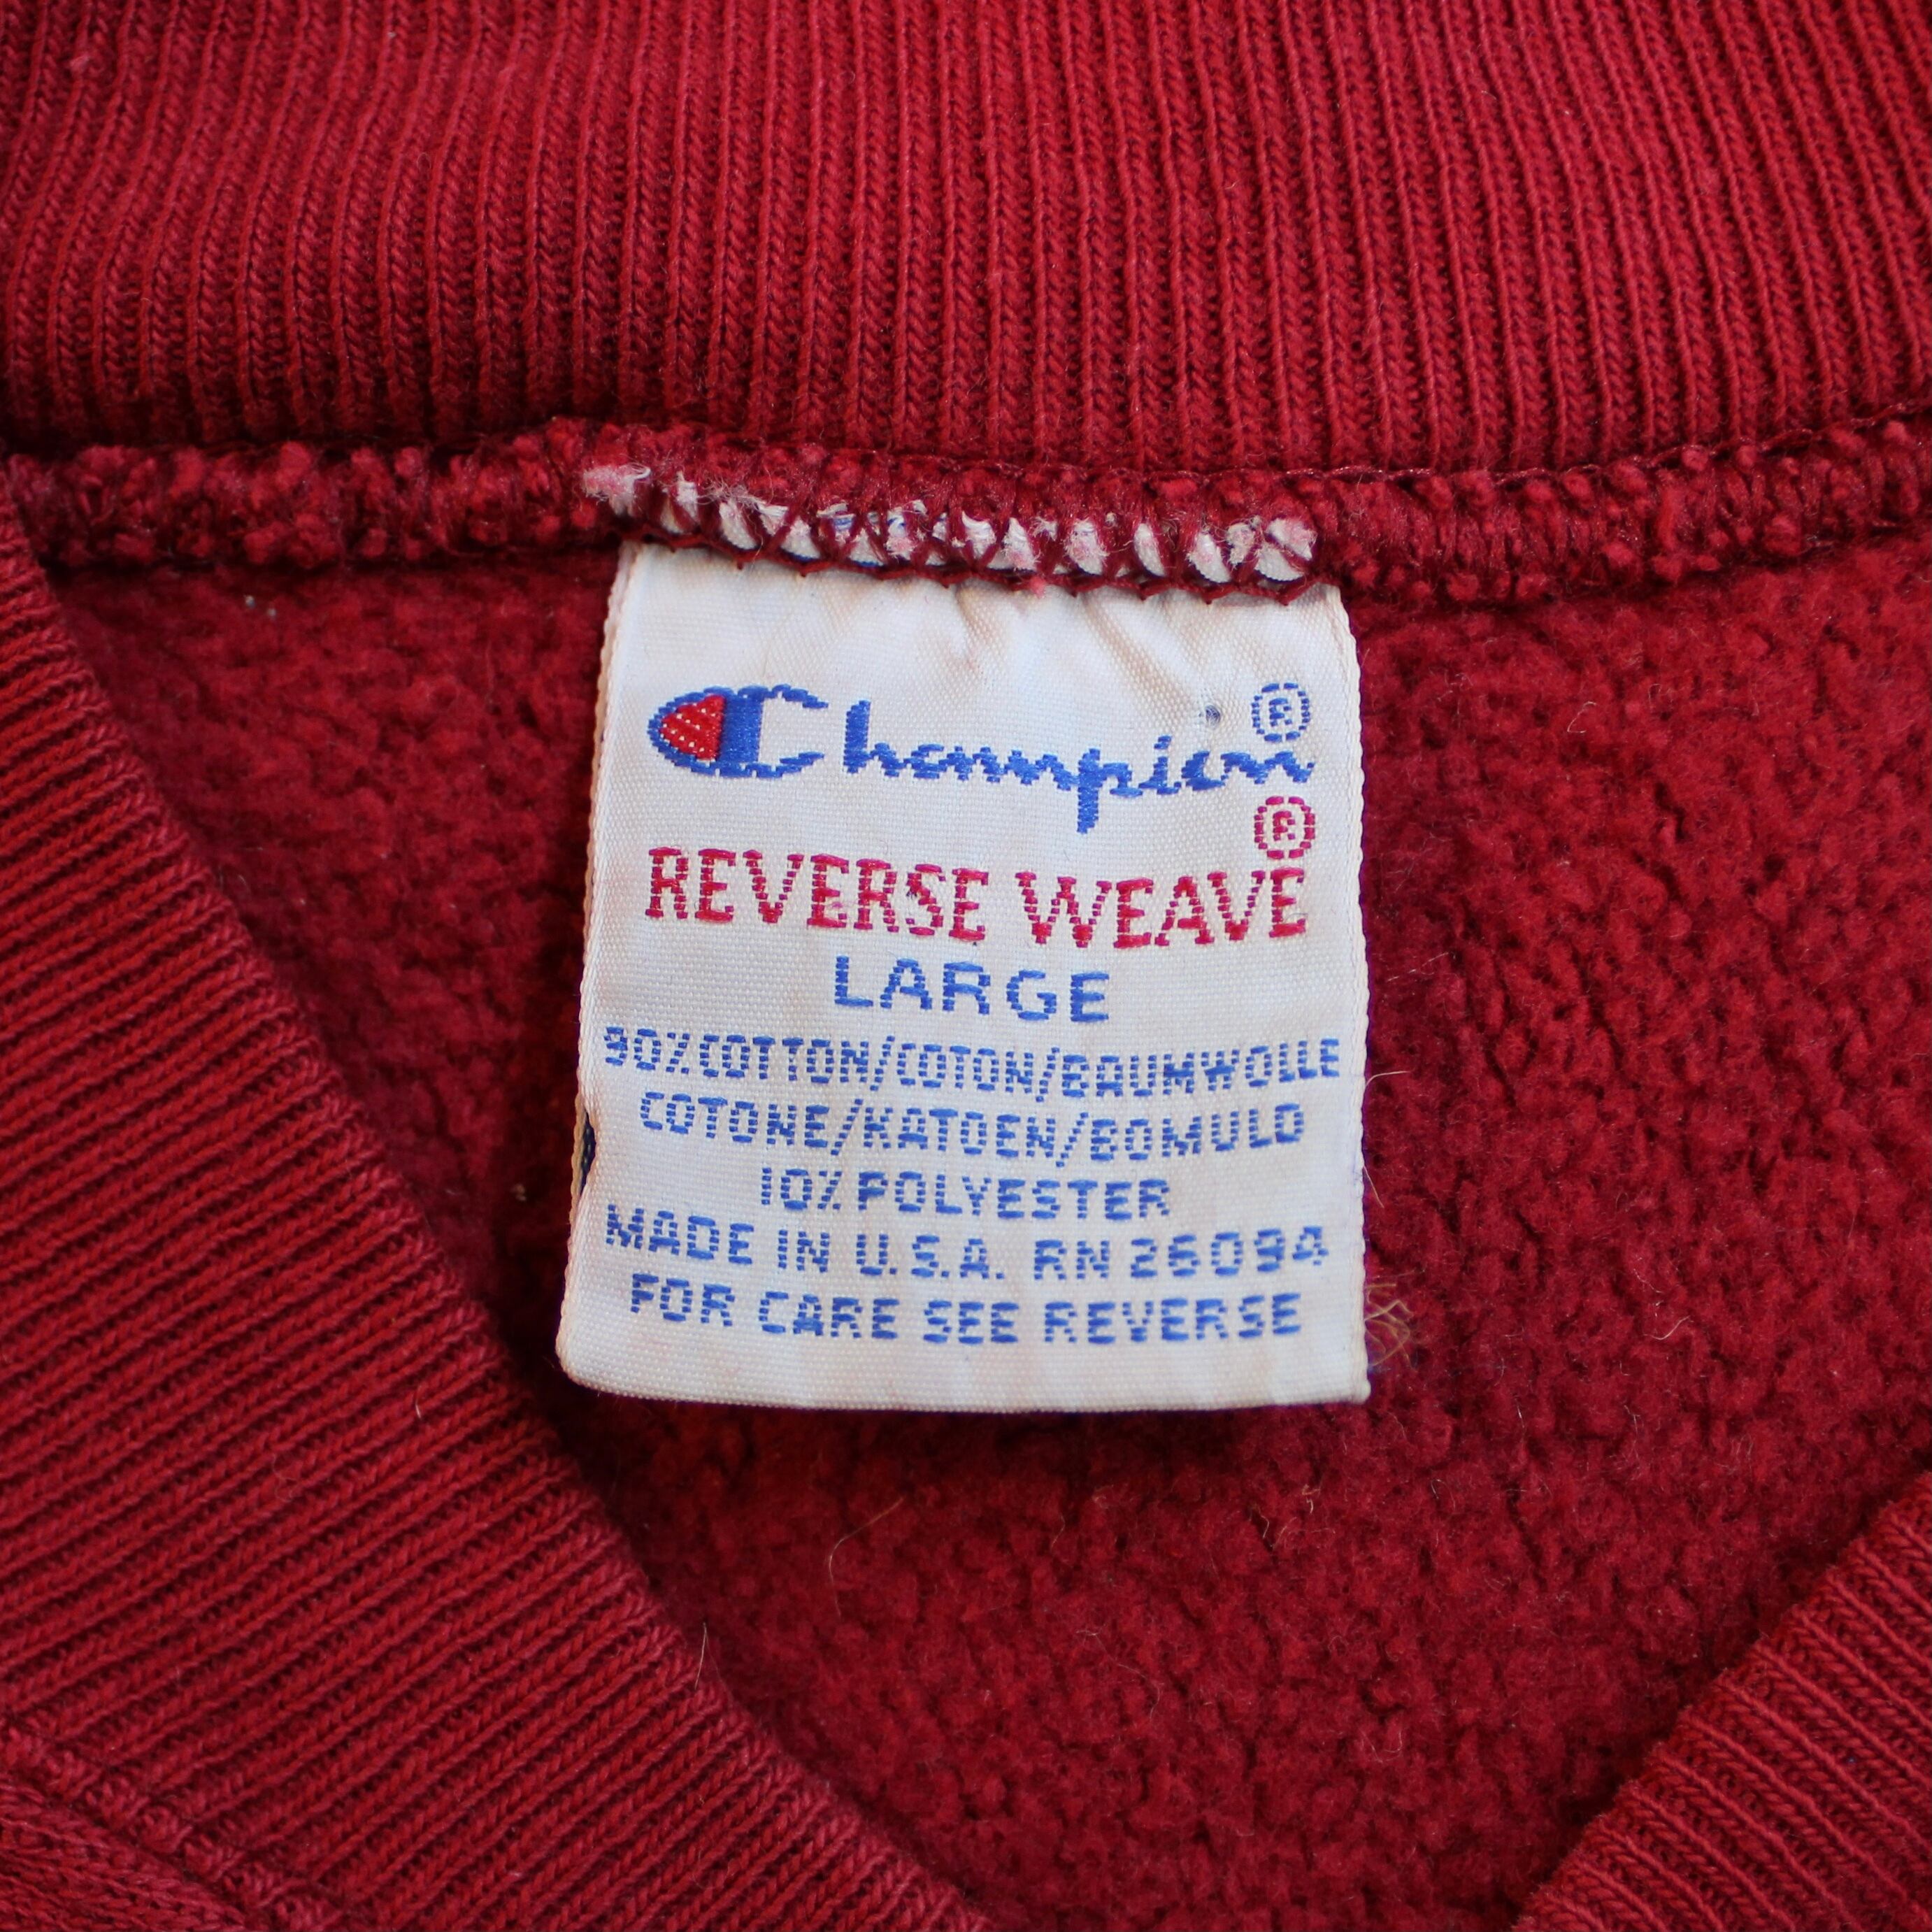 Champion®
REVERSE WEAVE®
LARGE
90% COTTON/COTON/BAUMWOLLE
COTONE/KATOEN/BOMULD
10% POLYESTER
MADE IN U.S.A. RN 26094
FOR CARE SEE REVERSE